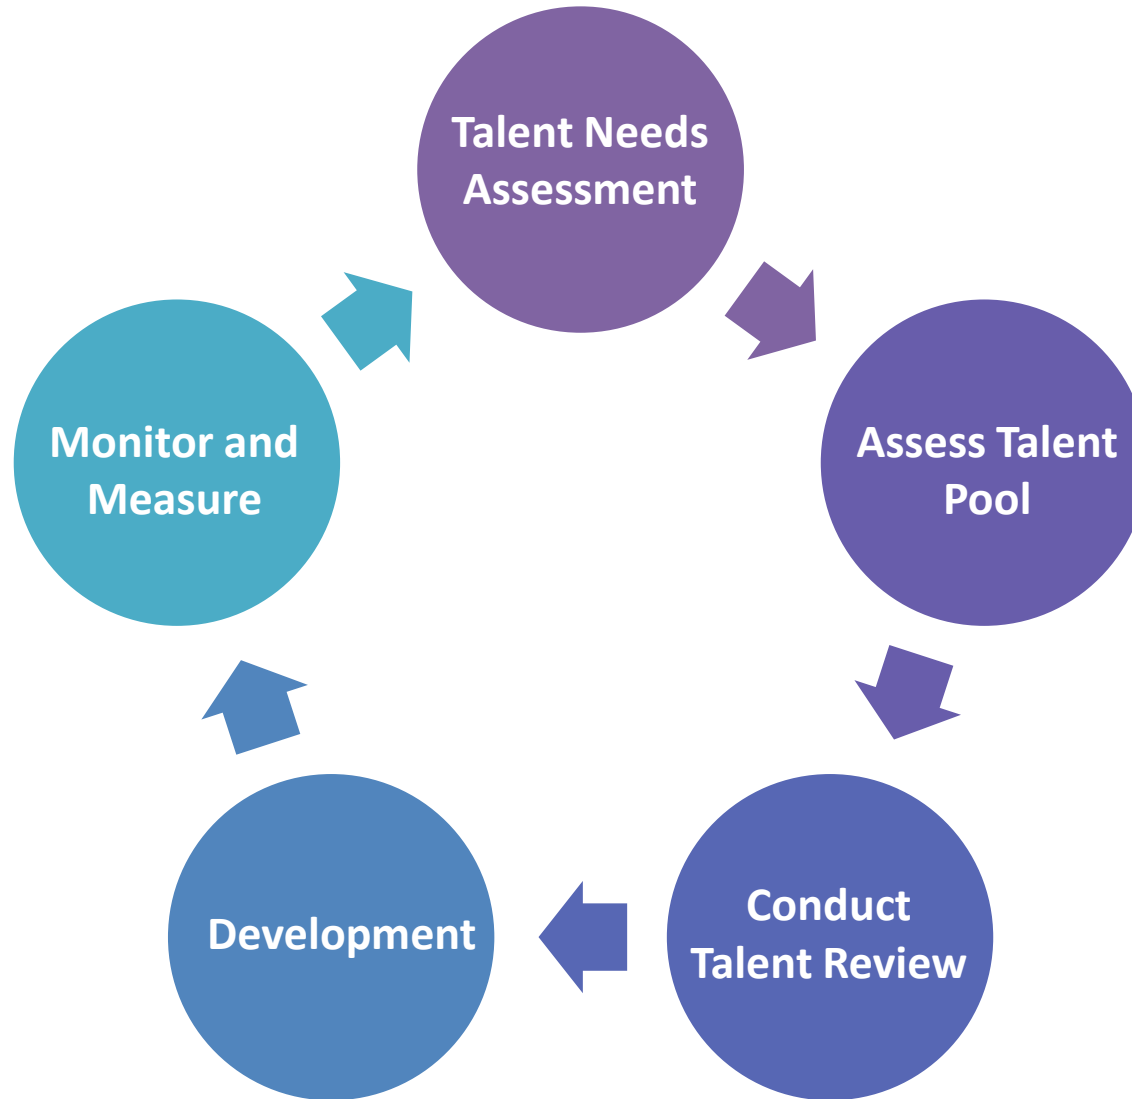 Talent Needs
Assessment
Assess Talent
Pool
Conduct
Talent Review
Development
Monitor and
Measure